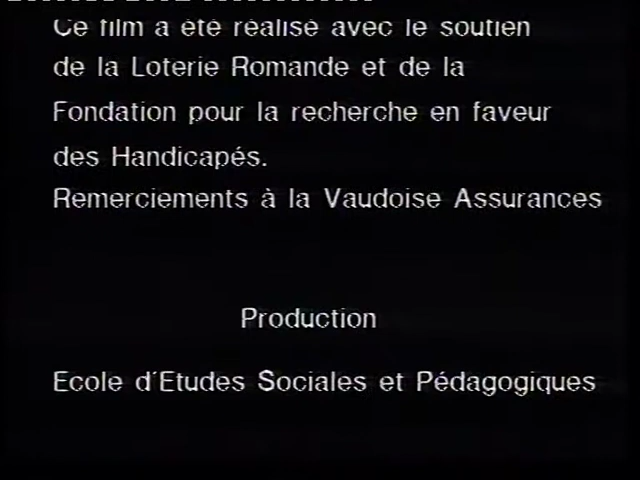 Ce film a été réalisé avec le soutien
de la Loterie Romande et de la
Fondation pour la recherche en faveur
des Handicapés.
Remerciements à la Vaudoise Assurances
Production
Ecole d'Etudes Sociales et Pédagogiques